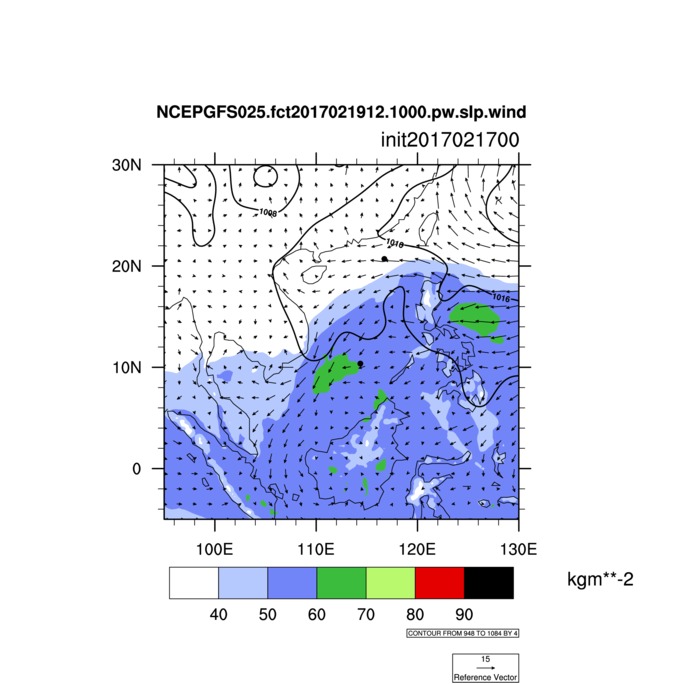 NCEPGFS025.fct2017021912.1000.pw.slp.wind
init2017021700
30N
1008
1016
20N
1016
10N
0
100E 110E 120E 130E
kgm**-2
40 50 60 70 80 90
CONTOUR FROM 948 TO 1084 BY 4
15
Reference Vector